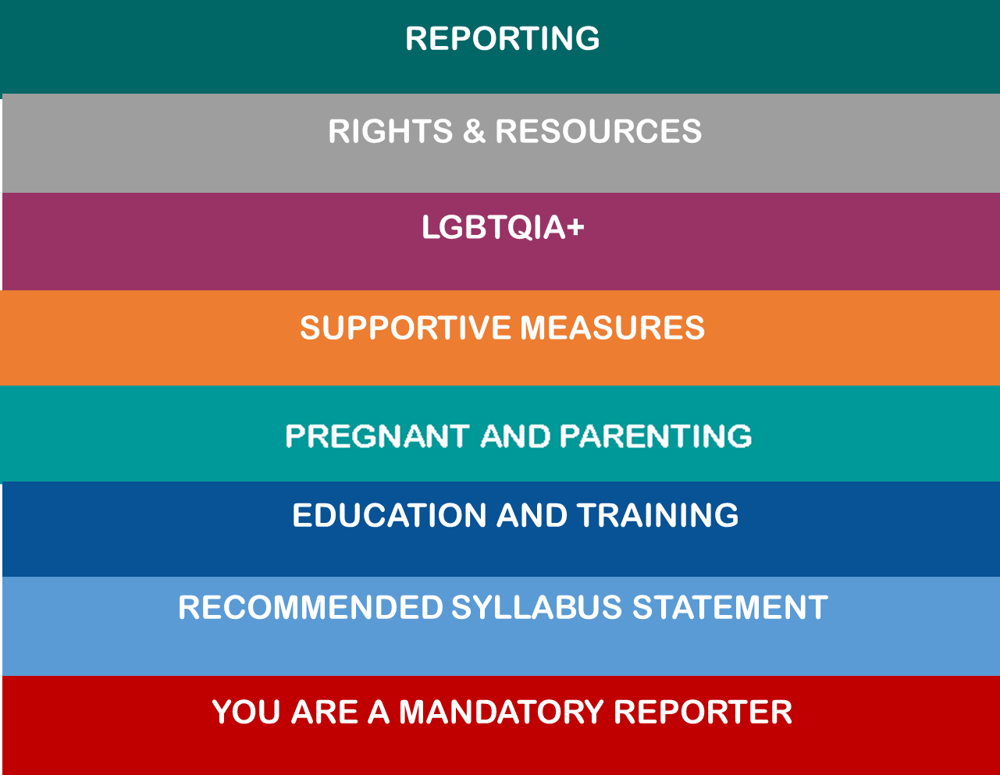 REPORTING
RIGHTS & RESOURCES
LGBTQIA+
SUPPORTIVE MEASURES
PREGNANT AND PARENTING
EDUCATION AND TRAINING
RECOMMENDED SYLLABUS STATEMENT
YOU ARE A MANDATORY REPORTER